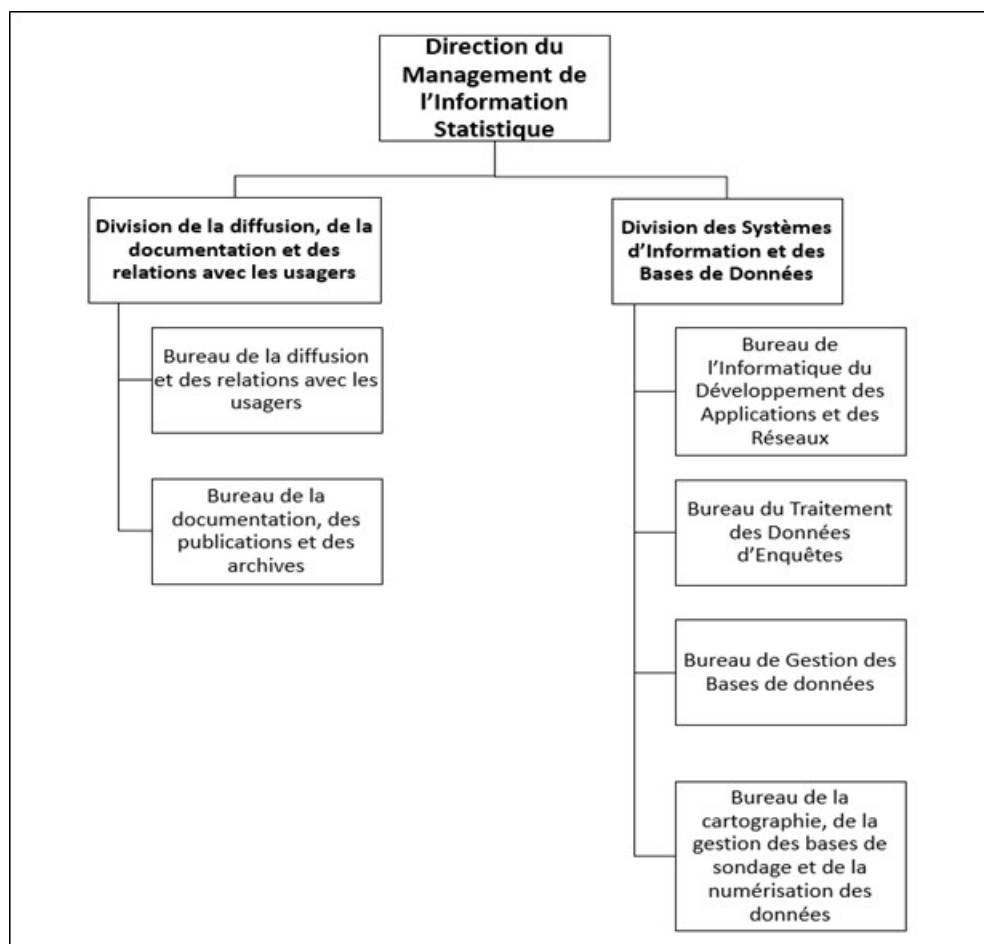 Direction du
Management de
l’Information
Statistique
Division de la diffusion, de la
documentation et des
relations avec les usagers
Bureau de la diffusion
et des relations avec les
usagers
Bureau de la
documentation, des
publications et des
archives
Division des Systèmes
d’Information et des
Bases de Données
Bureau de
l’Informatique du
Développement des
Applications et des
Réseaux
Bureau du Traitement
des Données
d’Enquêtes
Bureau de Gestion des
Bases de données
Bureau de la
cartographie, de la
gestion des bases de
sondage et de la
numérisation des
données